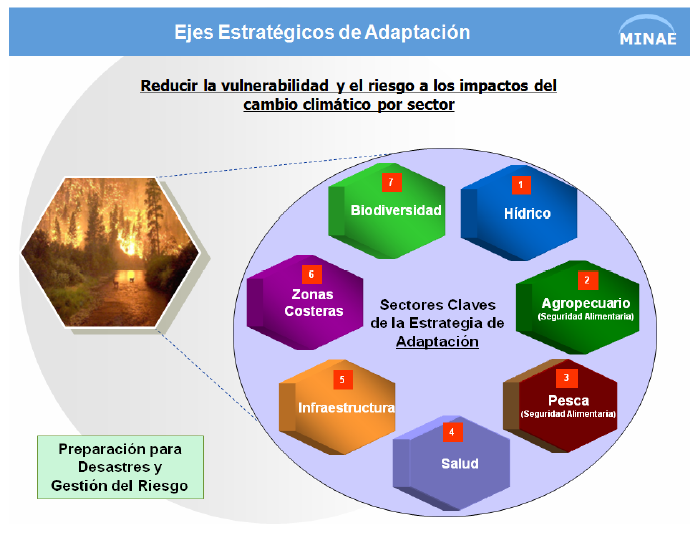 Ejes Estratégicos de Adaptación
MINAE
Reducir la vulnerabilidad y el riesgo a los impactos del
cambio climático por sector
7
Biodiversidad
1
Hídrico
6
Zonas
Costeras
2
Agropecuario
(Seguridad Alimentaria)
Sectores Claves
de la Estrategia de
Adaptación
5
Infraestructura
3
Pesca
(Seguridad Alimentaria)
4
Salud
Preparación para
Desastres y
Gestión del Riesgo